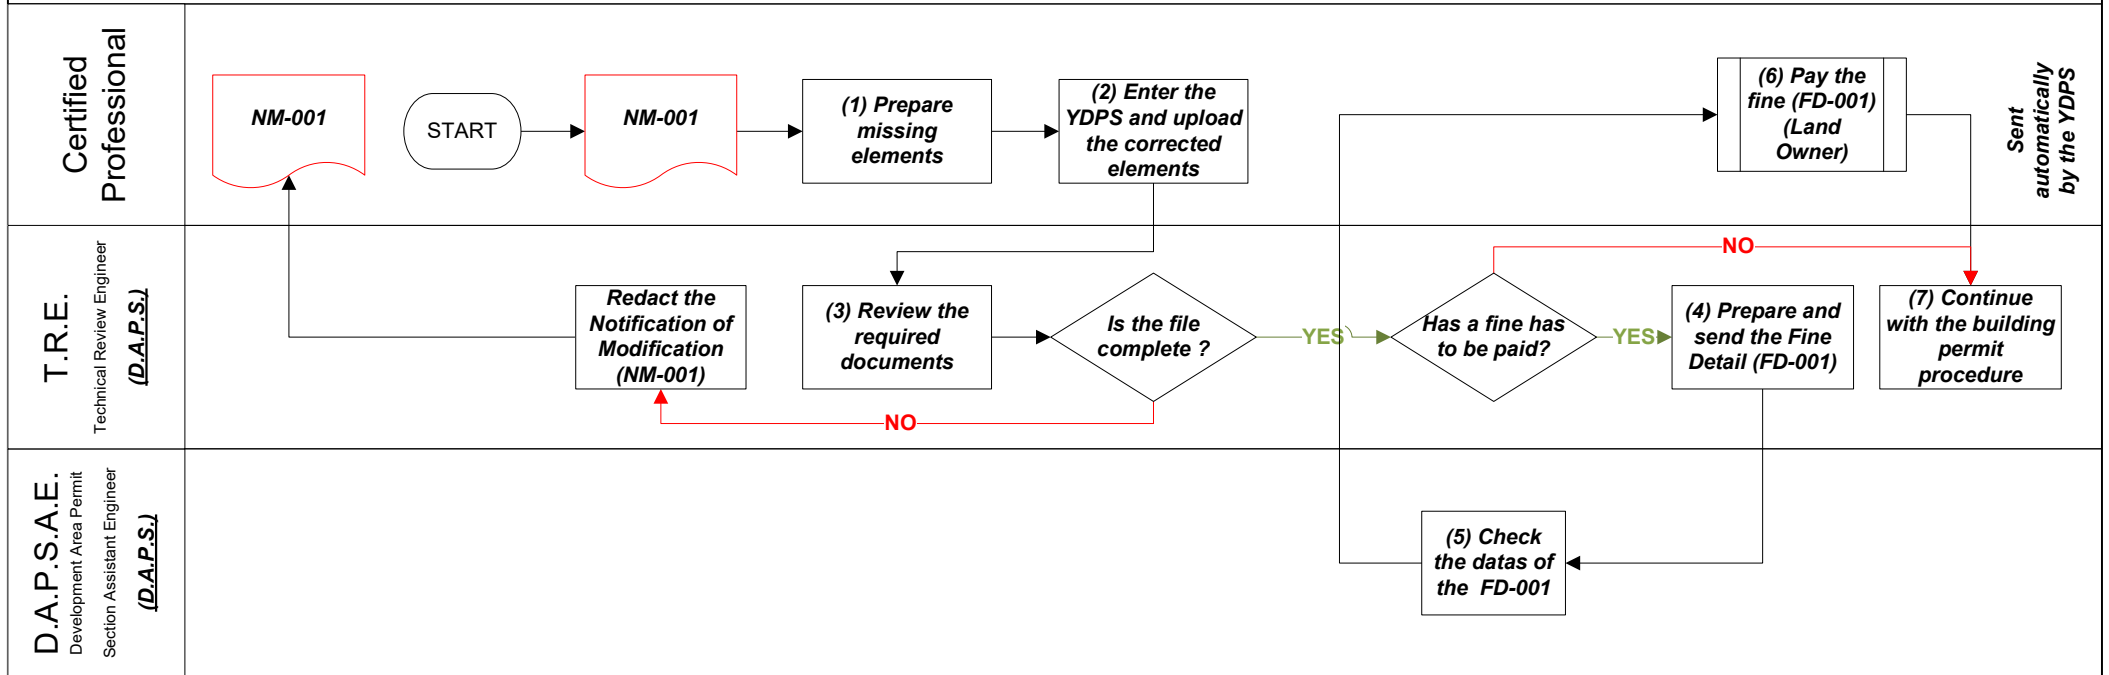 Certified
Professional
NM-001
START
NM-001
(1) Prepare
missing
elements
(2) Enter the
YDPS and upload
the corrected
elements
(6) Pay the
fine (FD-001)
(Land
Owner)
Sent
automatically
by the YDPS
T.R.E.
Technical Review Engineer
(D.A.P.S.)
Redact the
Notification of
Modification
(NM-001)
(3) Review the
required
documents
Is the file
complete ?
YES
NO
Has a fine has
to be paid?
NO
YES
(4) Prepare and
send the Fine
Detail (FD-001)
(7) Continue
with the building
permit
procedure
D.A.P.S.A.E.
Development Area Permit
Section Assistant Engineer
(D.A.P.S.)
(5) Check
the datas of
the FD-001